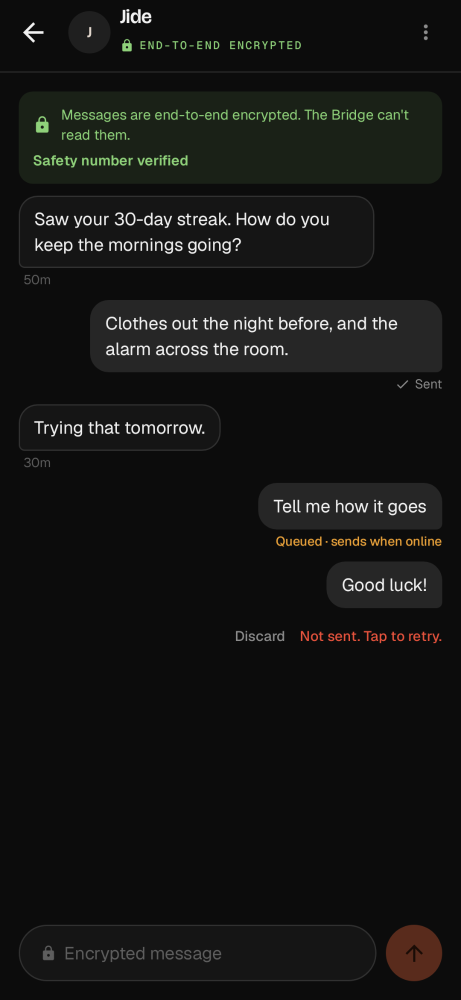 Jide
J
END-TO-END ENCRYPTED
Messages are end-to-end encrypted. The Bridge can't
read them.
Safety number verified
Saw your 30-day streak. How do you
keep the mornings going?
50m
Clothes out the night before, and the
alarm across the room.
Sent
Trying that tomorrow.
30m
Tell me how it goes
Queued · sends when online
Good luck!
Discard Not sent. Tap to retry.
Encrypted message